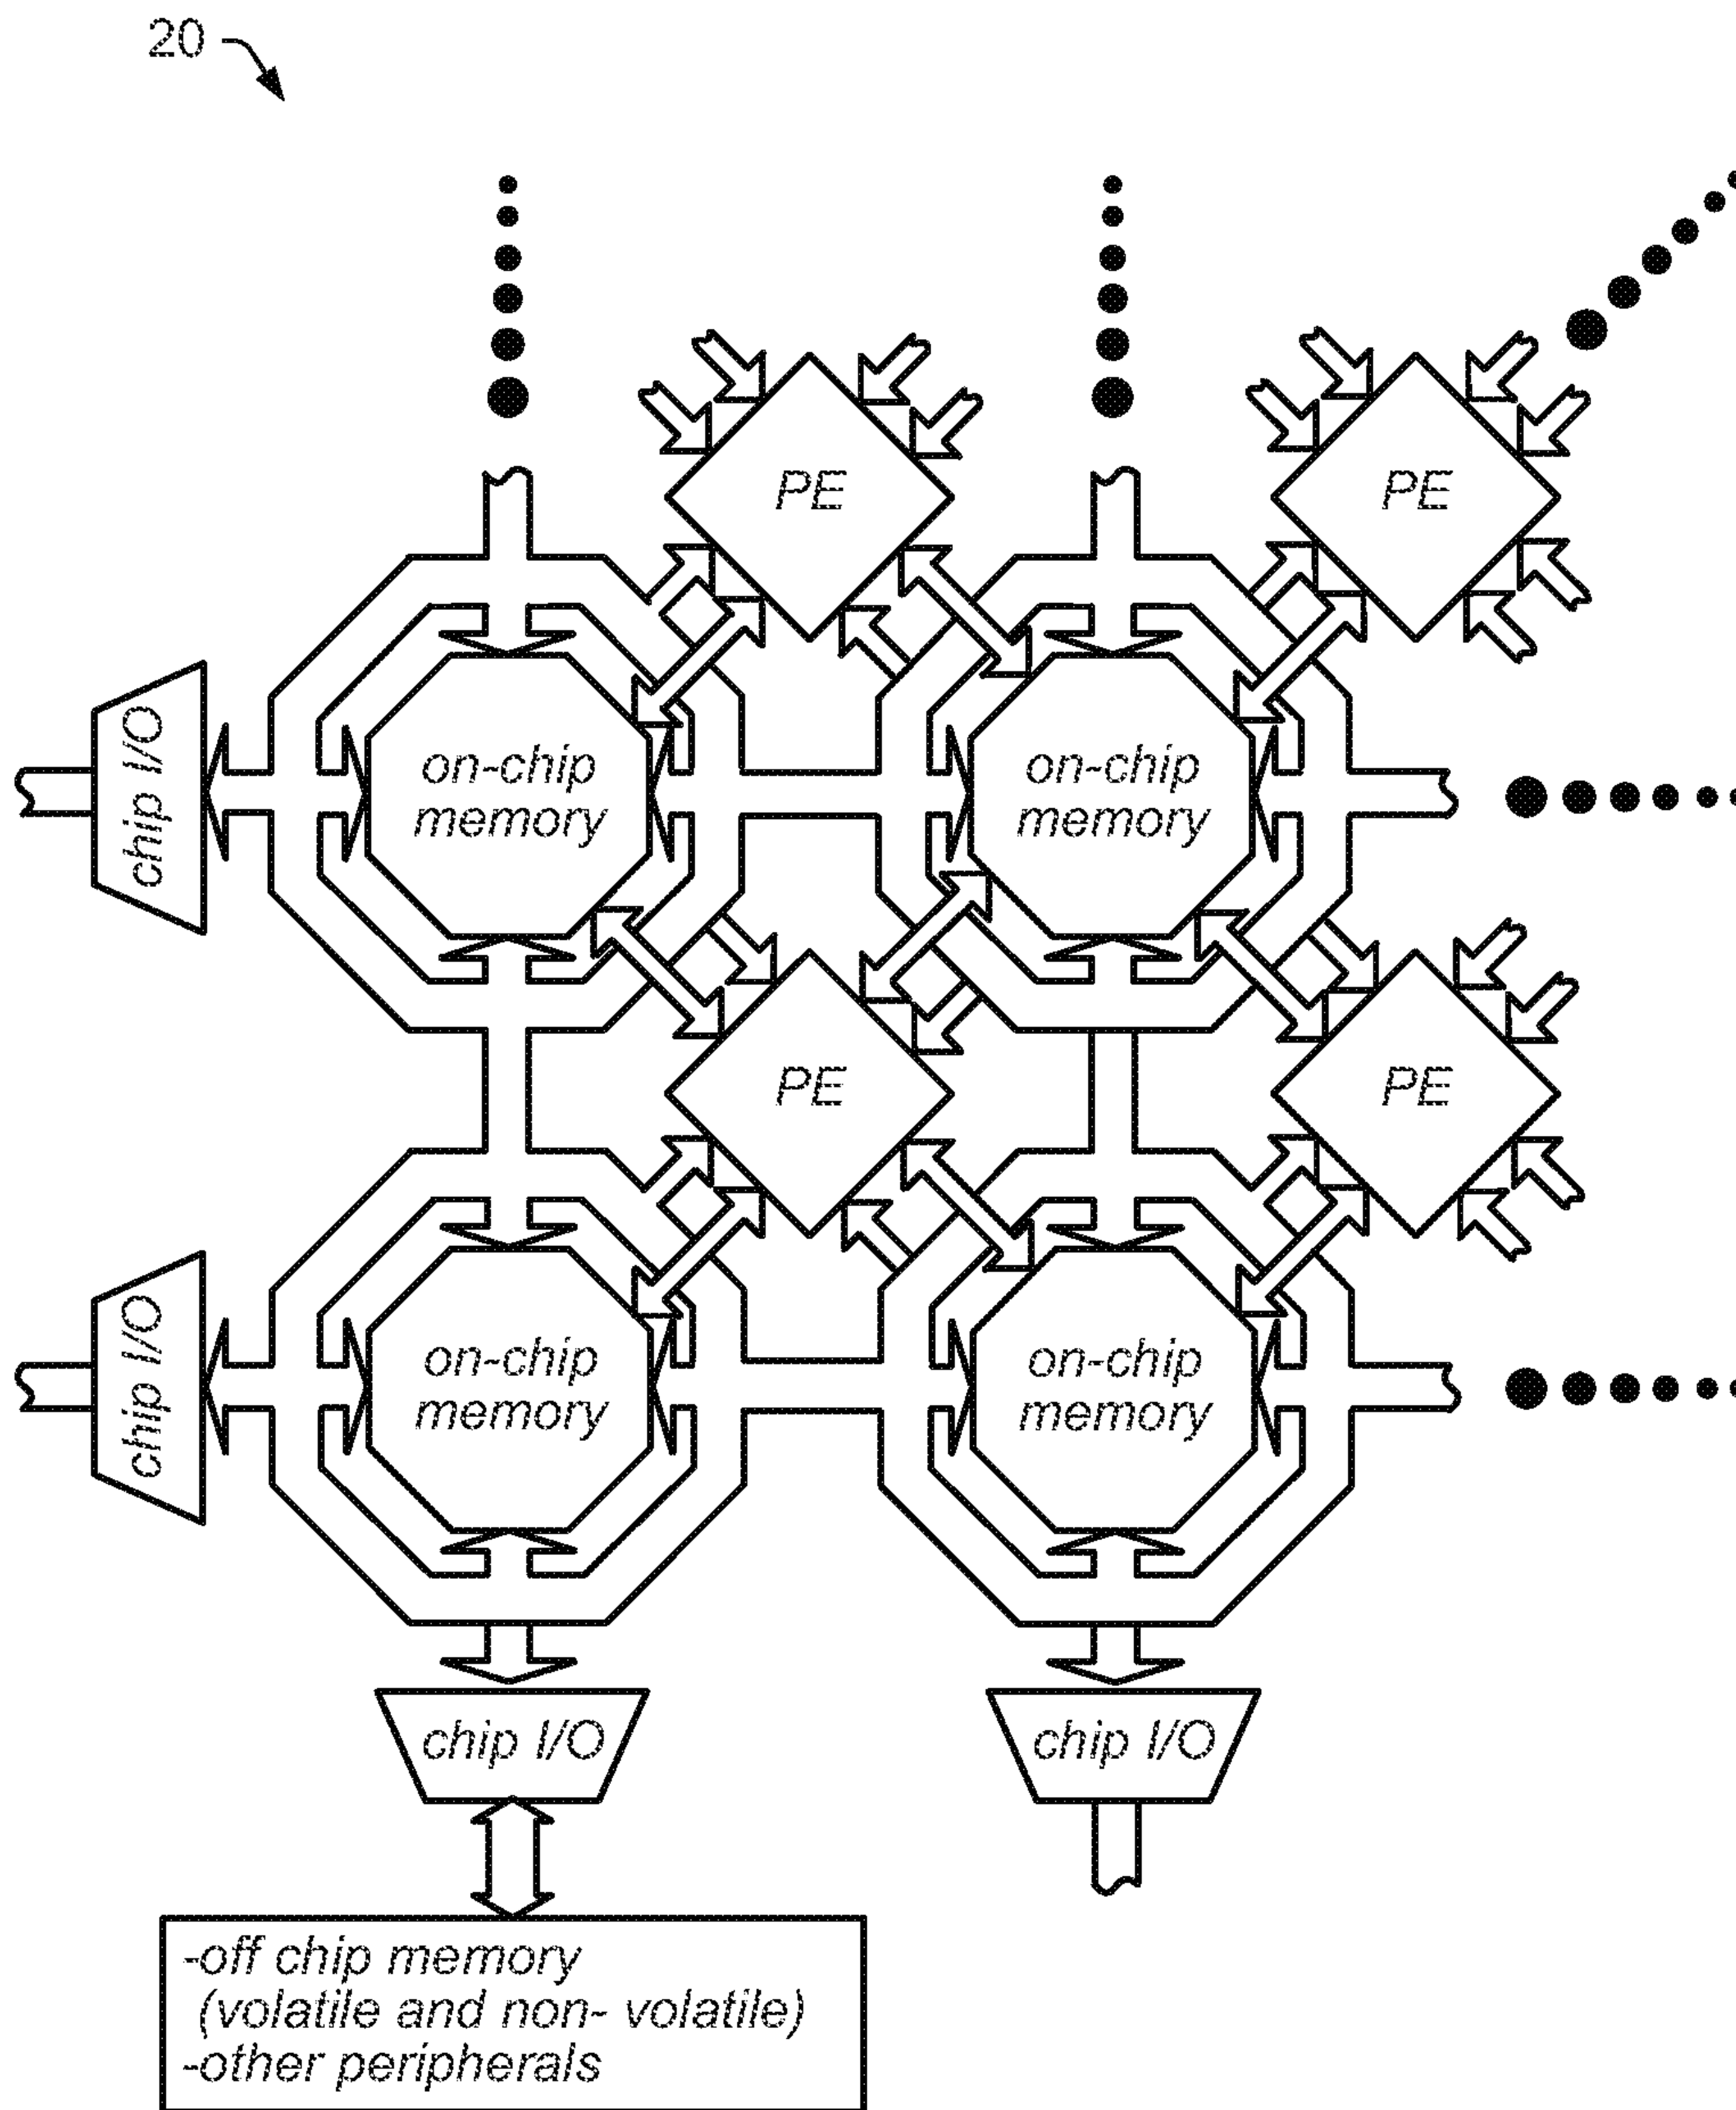 20
PE
PE
chip I/O
on-chip
memory
on-chip
memory
PE
PE
chip I/O
on-chip
memory
on-chip
memory
chip I/O
chip I/O
-off chip memory
(volatile and non- volatile)
-other peripherals